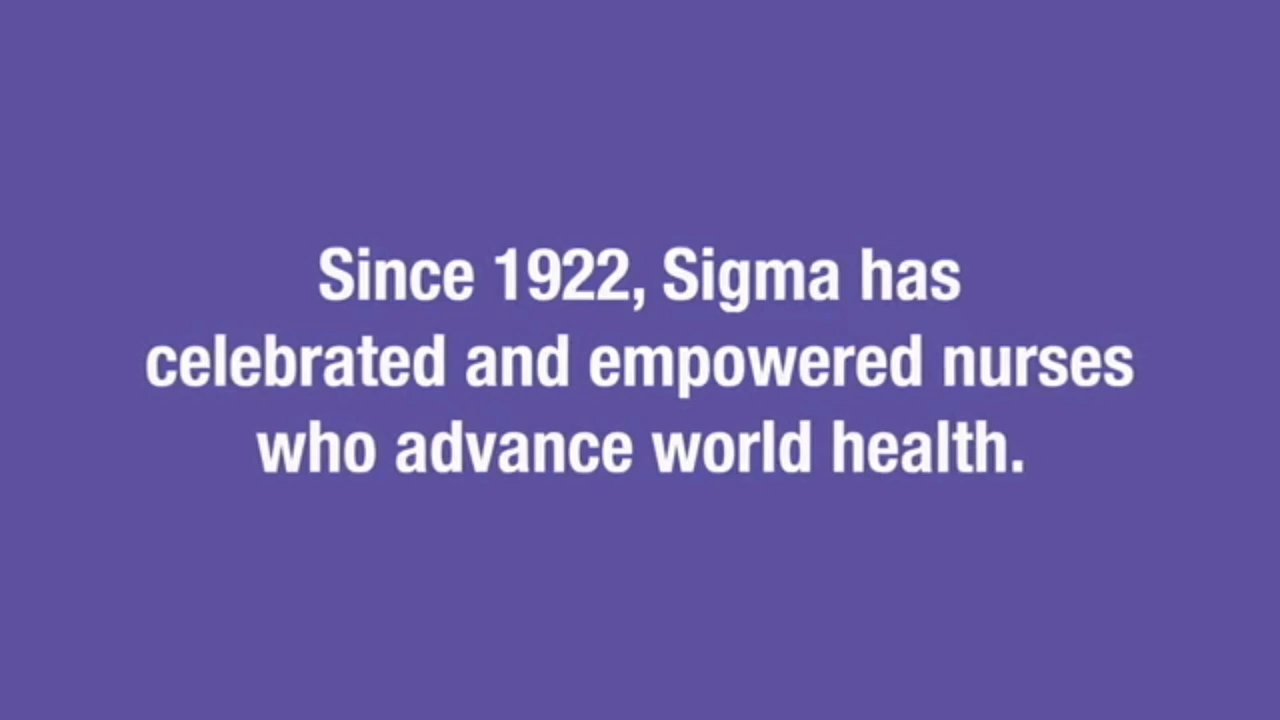 Since 1922, Sigma has
celebrated and empowered nurses
who advance world health.